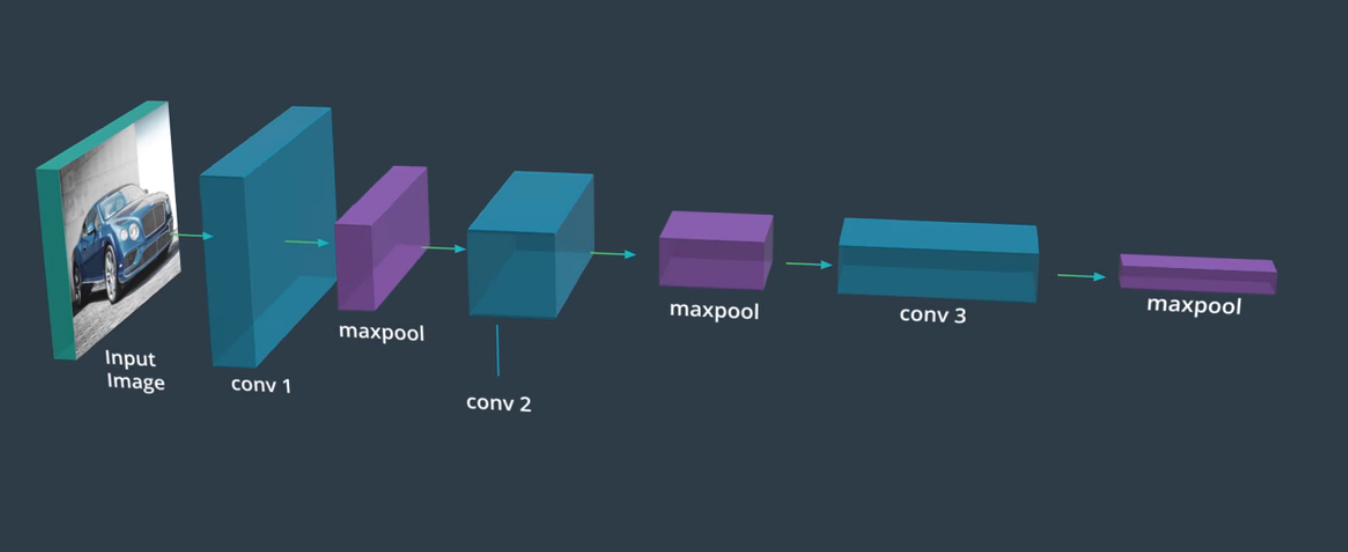 Input
Image
conv 1
maxpool
conv 2
maxpool
conv 3
maxpool